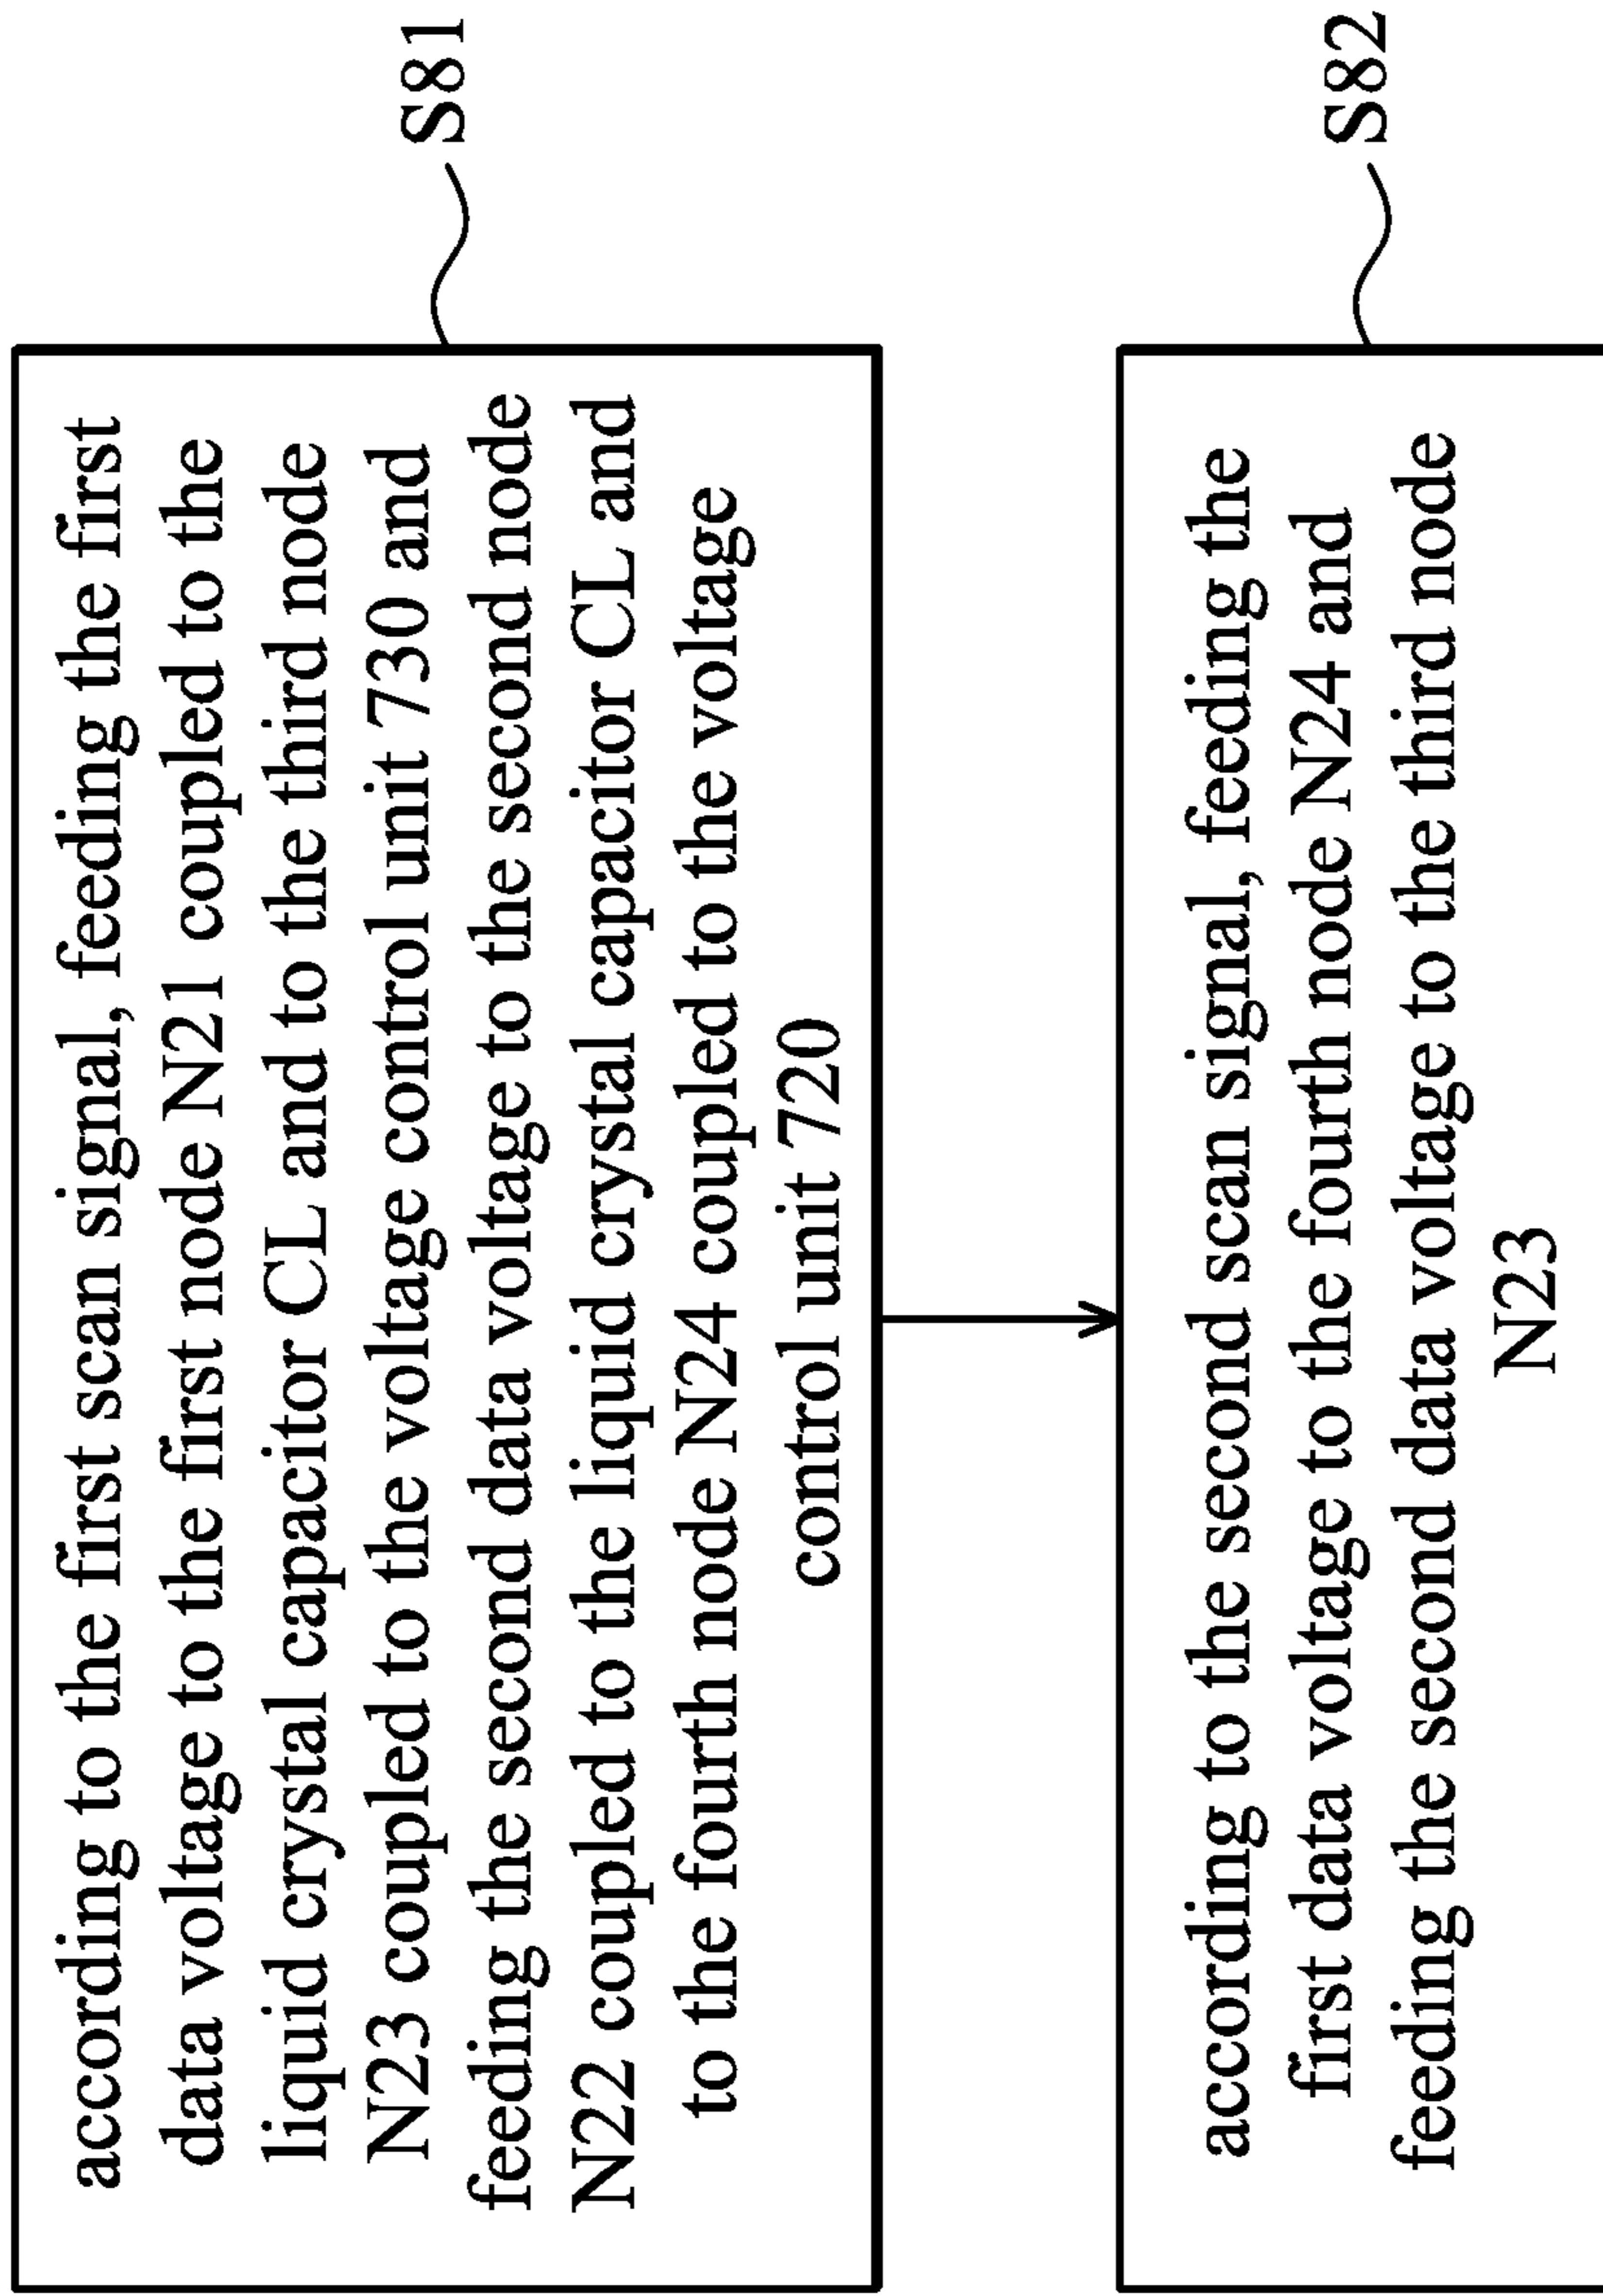 according to the first scan signal, feeding the first
data voltage to the first node N21 coupled to the
liquid crystal capacitor CL and to the third node
N23 coupled to the voltage control unit 730 and
feeding the second data voltage to the second node
N22 coupled to the liquid crystal capacitor CL and
to the fourth node N24 coupled to the voltage
control unit 720
S81
according to the second scan signal, feeding the
first data voltage to the fourth node N24 and
feeding the second data voltage to the third node
N23
S82